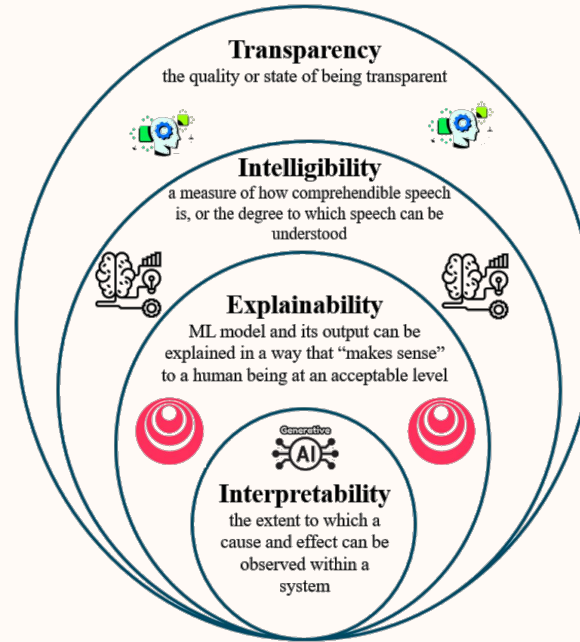 Transparency
the quality or state of being transparent
Intelligibility
a measure of how comprehendible speech
is, or the degree to which speech can be
understood
Explainability
ML model and its output can be
explained in a way that “makes sense”
to a human being at an acceptable level
Generative
AI
Interpretability
the extent to which a
cause and effect can be
observed within a
system